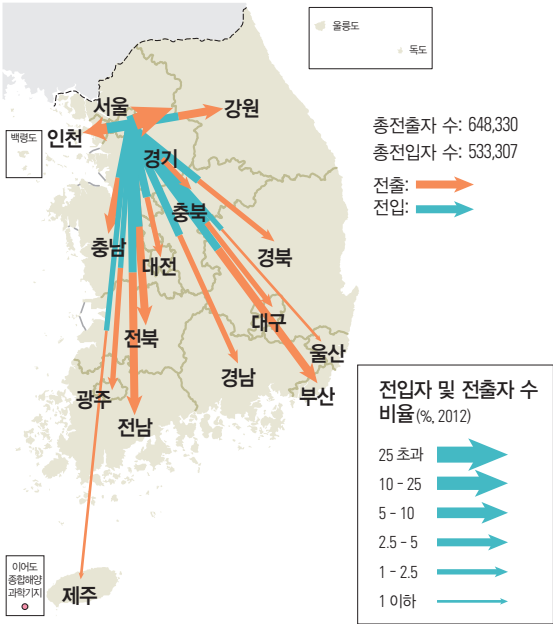 울릉도
독도
서울
강원
인천
백령도
총전출자 수: 648,330
총전입자 수: 533,307
경기
전출:
전입:
충북
충남
대전
경북
전북
대구
울산
경남
부산
광주
전남
전입자 및 전출자 수
비율(%, 2012)
25 초과
10 - 25
5 - 10
2.5 - 5
1 - 2.5
1 이하
이어도
종합해양
과학기지
제주